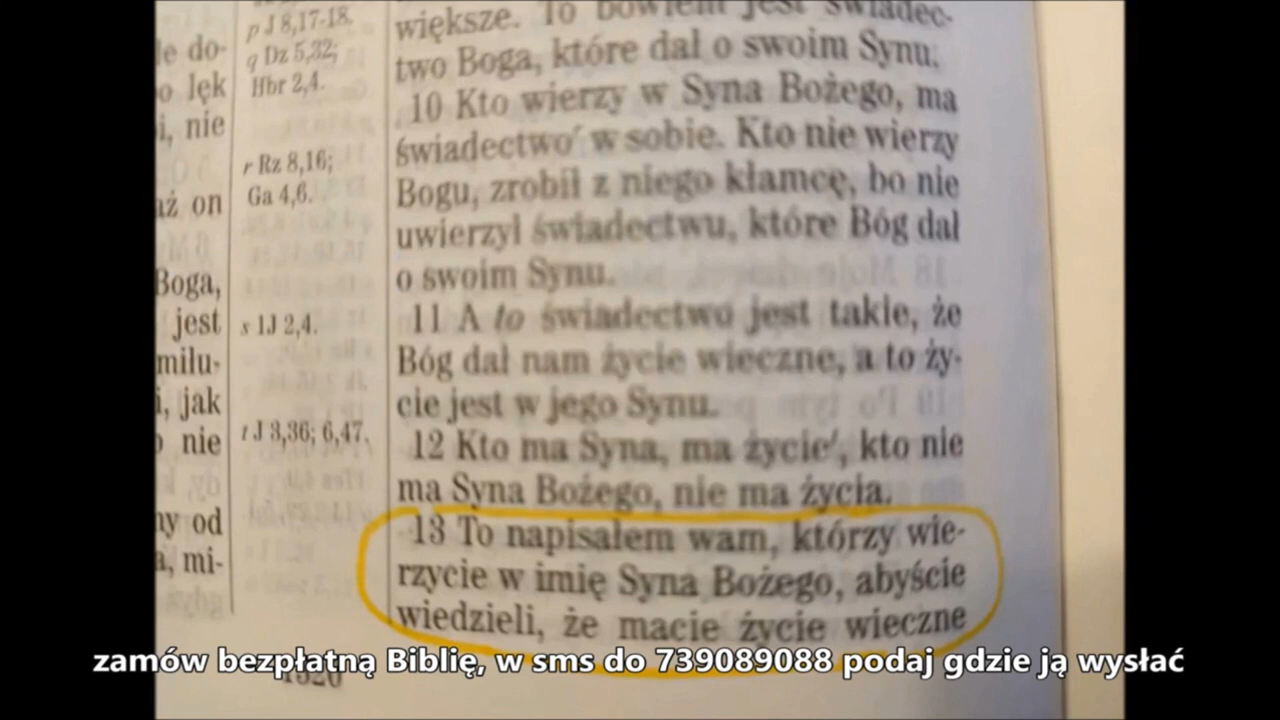 le do-
o lęk
i, nie
aż on
Boga,
jest
miłu-
i, jak
o nie
ny od
a, mi-
p J 8,17-18.
q Dz 5,32;
Hbr 2,4.
r Rz 8,16;
Ga 4,6.
s 1J 2,4.
t J 3,36; 6,47.
większe. To bowiem jest świadec-
two Boga, które dał o swoim Synu.
10 Kto wierzy w Syna Bożego, ma
świadectwoʳ w sobie. Kto nie wierzy
Bogu, zrobił z niego kłamcę, bo nie
uwierzył świadectwu, które Bóg dał
o swoim Synu.
11 A to świadectwo jest takie, że
Bóg dał nam życie wieczne, a to ży-
cie jest w jego Synu.
12 Kto ma Syna, ma życieᵗ, kto nie
ma Syna Bożego, nie ma życia.
13 To napisałem wam, którzy wie-
rzycie w imię Syna Bożego, abyście
wiedzieli, że macie życie wieczne
zamów bezpłatną Biblię, w sms do 739089088 podaj gdzie ją wysłać